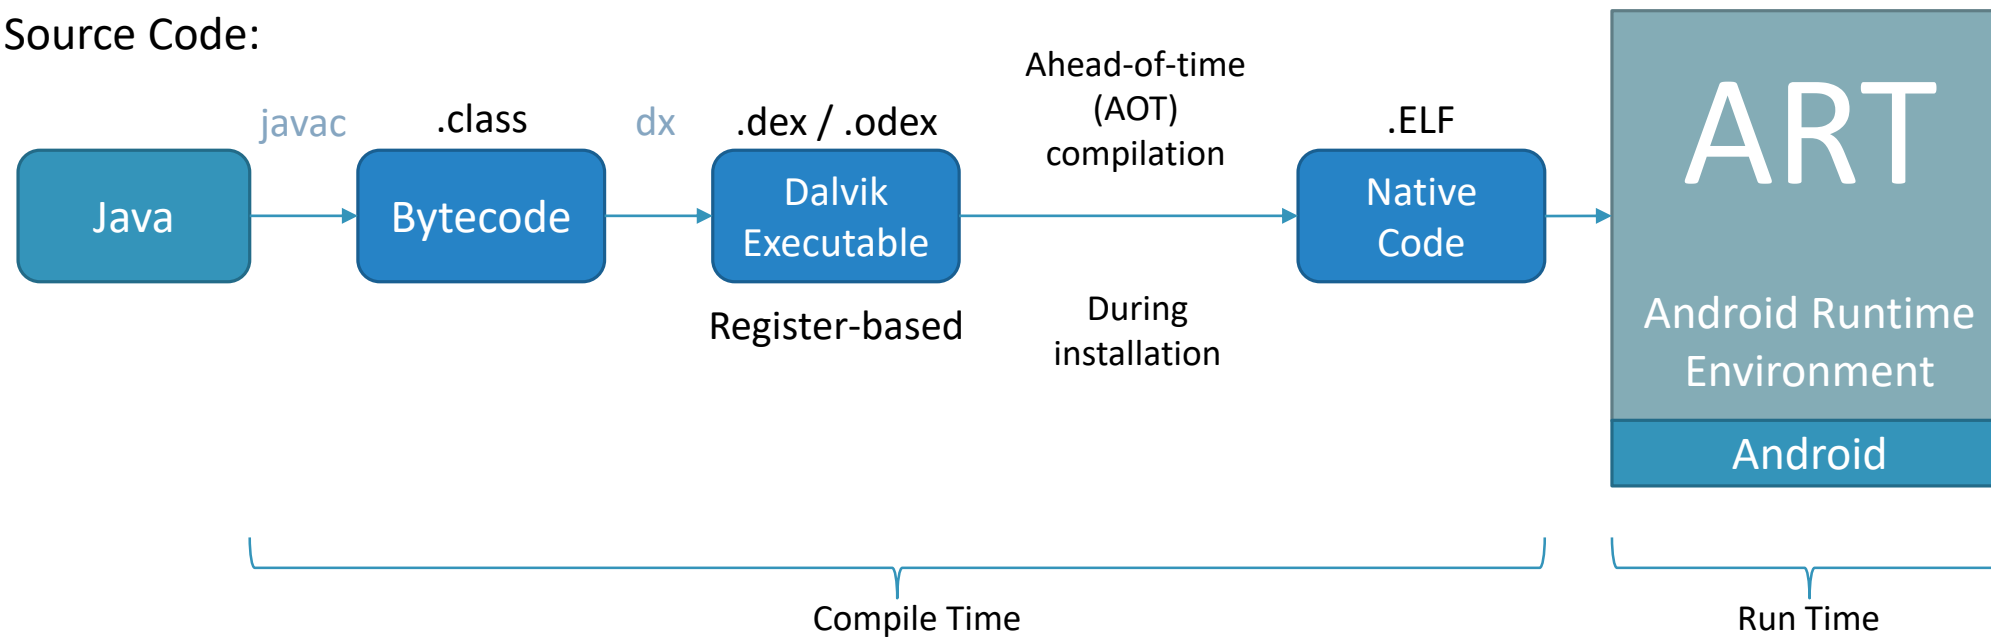 Source Code:
javac
.class
dx
.dex / .odex
Ahead-of-time
(AOT)
compilation
.ELF
Java
Bytecode
Dalvik
Executable
Native
Code
Register-based
During
installation
ART
Android Runtime
Environment
Android
Compile Time
Run Time